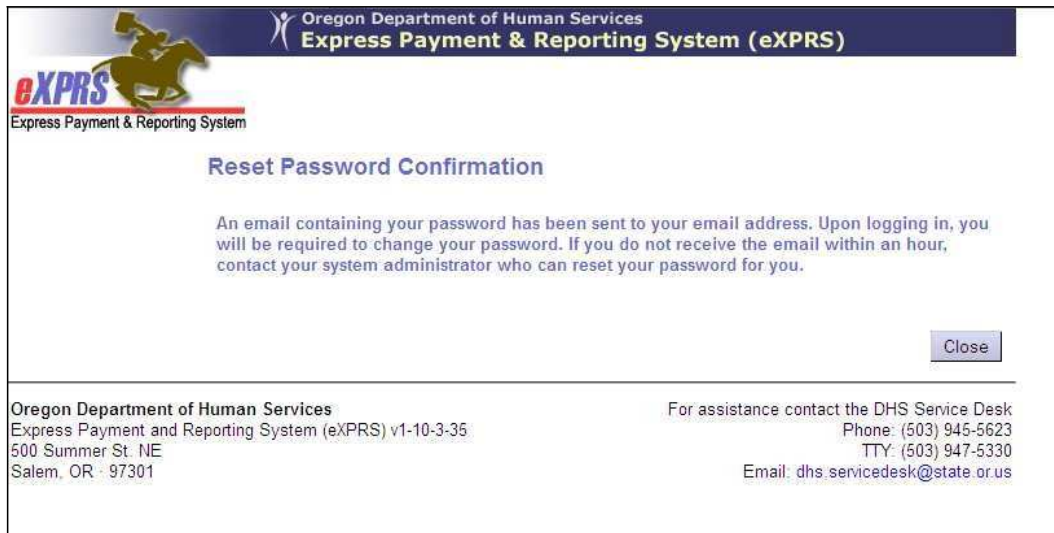 Oregon Department of Human Services
Express Payment & Reporting System (eXPRS)
eXPRS
Express Payment & Reporting System
Reset Password Confirmation
An email containing your password has been sent to your email address. Upon logging in, you
will be required to change your password. If you do not receive the email within an hour,
contact your system administrator who can reset your password for you.
Close
Oregon Department of Human Services
Express Payment and Reporting System (eXPRS) v1-10-3-35
500 Summer St. NE
Salem, OR · 97301
For assistance contact the DHS Service Desk
Phone: (503) 945-5623
TTY: (503) 947-5330
Email: dhs.servicedesk@state.or.us